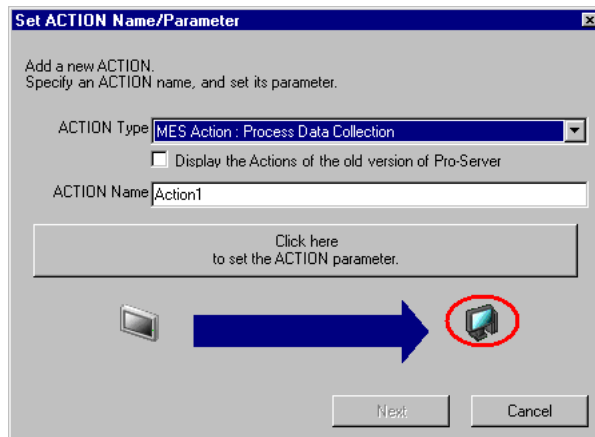 Set ACTION Name/Parameter
Add a new ACTION.
Specify an ACTION name, and set its parameter.
ACTION Type MES Action : Process Data Collection
Display the Actions of the old version of Pro-Server
ACTION Name Action1
Click here
to set the ACTION parameter.
Next
Cancel